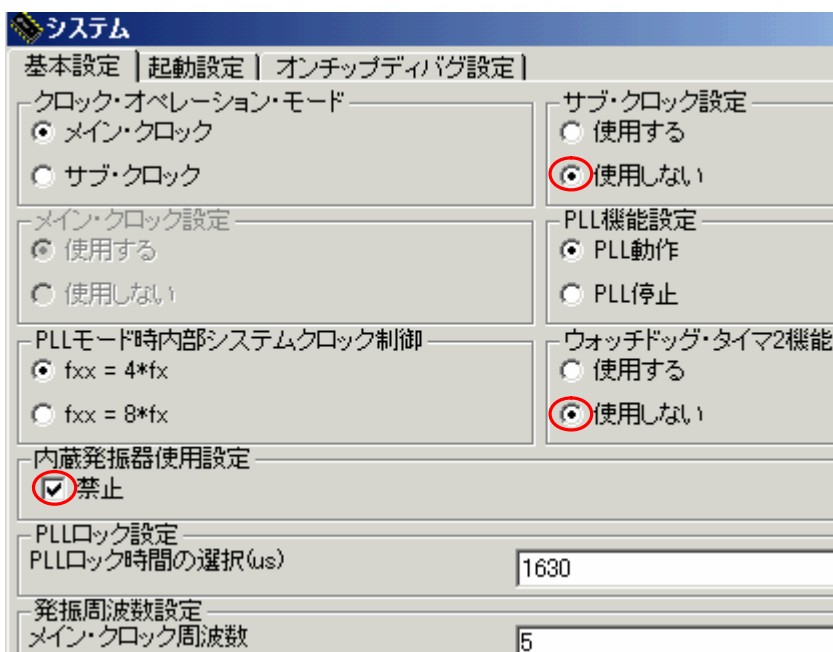 システム
基本設定 起動設定 オンチップディバグ設定
クロック・オペレーション・モード
メイン・クロック
サブ・クロック
サブ・クロック設定
使用する
使用しない
メイン・クロック設定
使用する
使用しない
PLL機能設定
PLL動作
PLL停止
PLLモード時内部システムクロック制御
fxx = 4*fx
fxx = 8*fx
ウォッチドッグ・タイマ2機能
使用する
使用しない
内蔵発振器使用設定
禁止
PLLロック設定
PLLロック時間の選択(us) 1630
発振周波数設定
メイン・クロック周波数 5